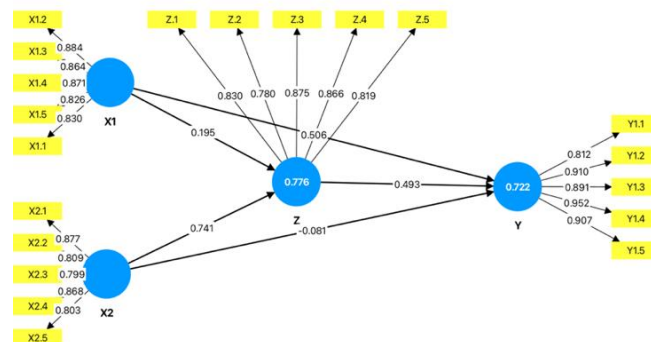 X1.2
X1.3
X1.4
X1.5
X1.1
0.884
0.864
0.871
0.826
0.830
X1
Z.1
Z.2
Z.3
Z.4
Z.5
0.830
0.780
0.875
0.866
0.819
0.195
0.506
0.776
Z
0.493
0.741
-0.081
X2.1
X2.2
X2.3
X2.4
X2.5
0.877
0.809
0.799
0.868
0.803
X2
0.722
Y
0.812
0.910
0.891
0.952
0.907
Y1.1
Y1.2
Y1.3
Y1.4
Y1.5